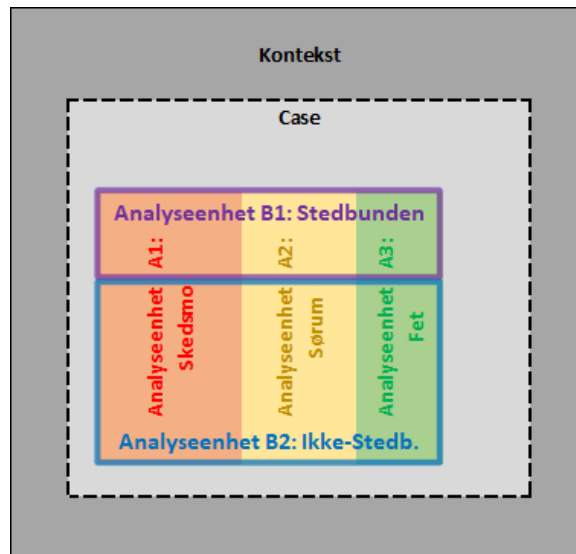 Kontekst
Case
Analyseenhet B1: Stedbunden
Analyseenhet A1:
Skedsmo
Analyseenhet A2:
Sørum
Analyseenhet A3:
Fet
Analyseenhet B2: Ikke-Stedb.